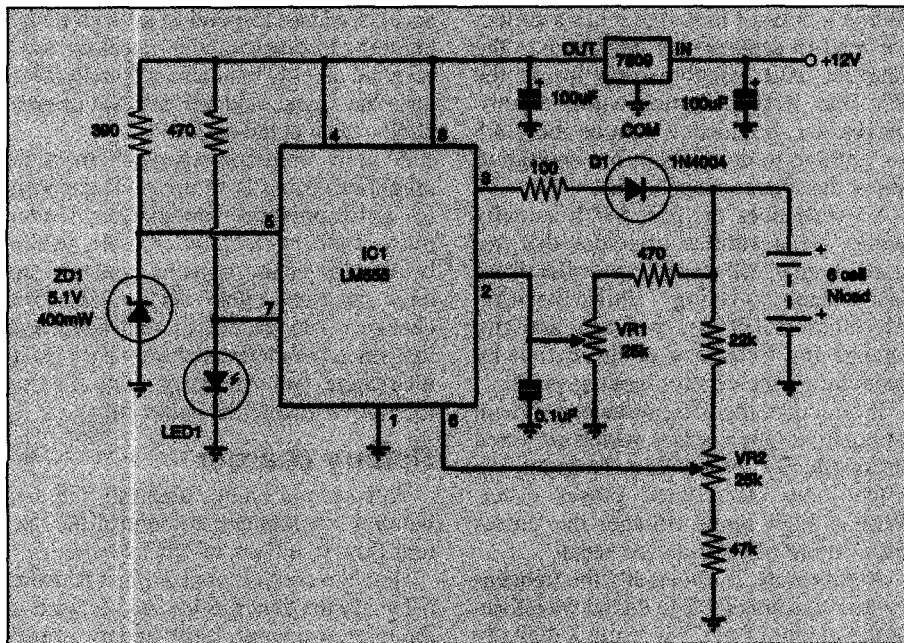 OUT
7809
IN
+12V
+
100uF
+
100uF
COM
390
470
4
8
100
D1
1N4004
3
5
IC1
LM555
470
+
6 cell
Nicad
+
2
ZD1
5.1V
400mW
7
VR1
25k
22k
0.1uF
LED1
1
6
VR2
25k
47k